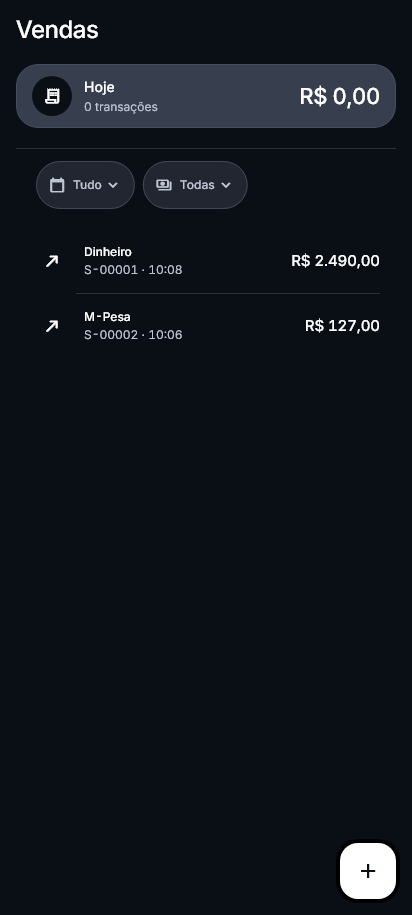 Vendas
Hoje
0 transações
R$ 0,00
Tudo
Todas
Dinheiro
S-00001 · 10:08
R$ 2.490,00
M-Pesa
S-00002 · 10:06
R$ 127,00